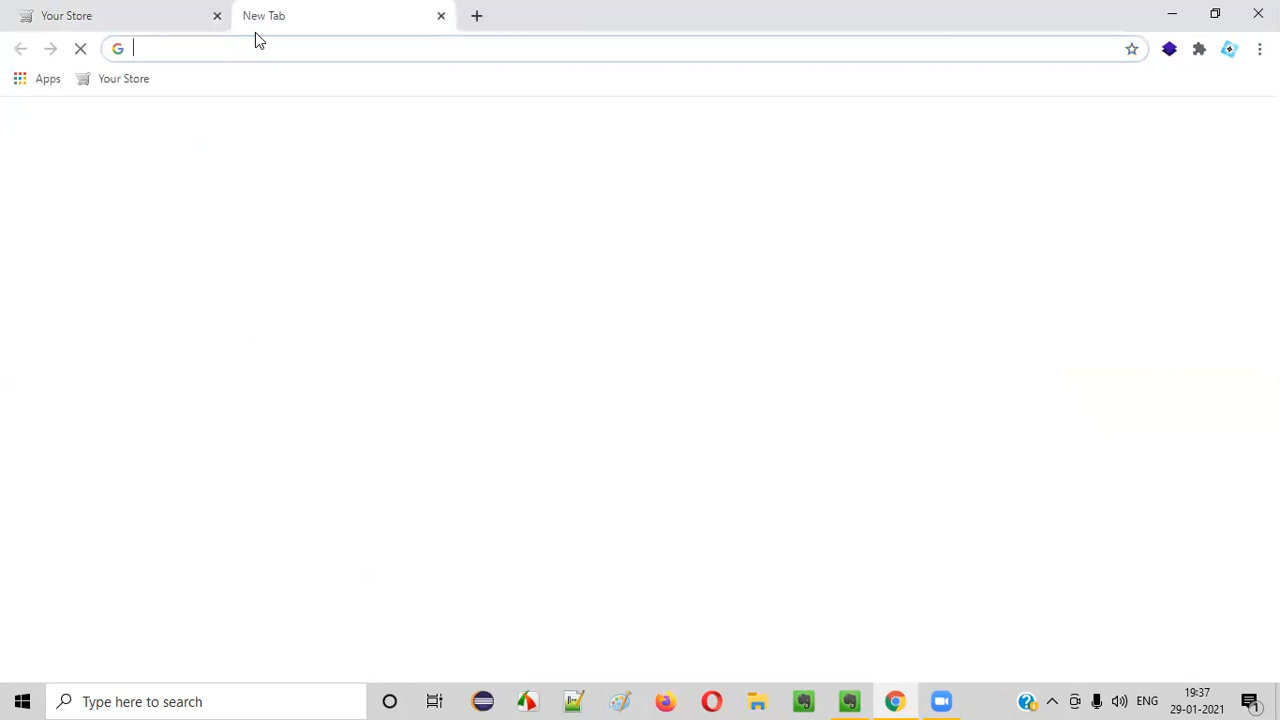 Your Store
New Tab
Apps
Your Store
Type here to search
ENG
19:37
29-01-2021